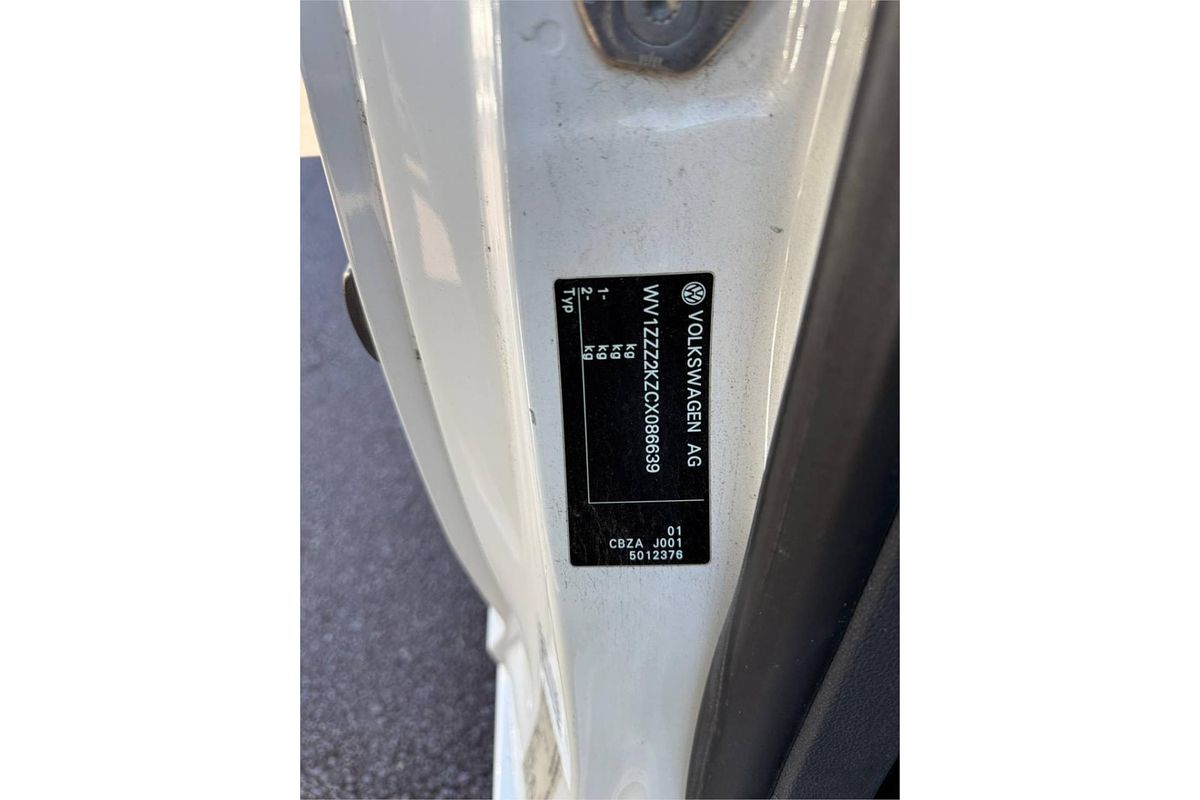 VOLKSWAGEN AG
WV1ZZZ2KZCX086639
kg
kg
1- kg
2- kg
Typ
01
CBZA J001
5012376